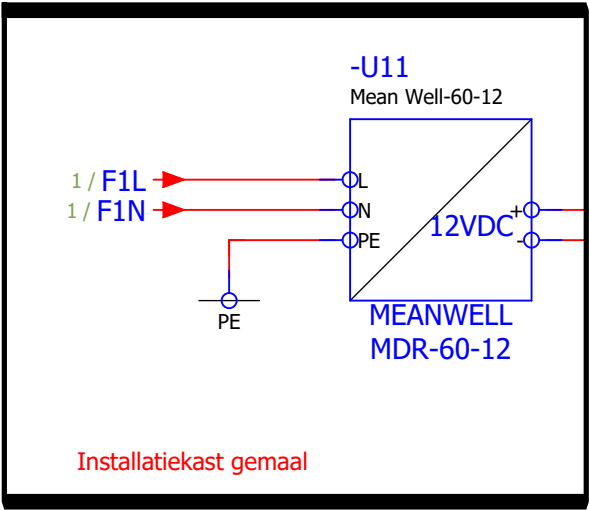 -U11
Mean Well-60-12
1 / F1L
L
1 / F1N
N
12VDC
+
-
PE
PE
MEANWELL
MDR-60-12
Installatiekast gemaal